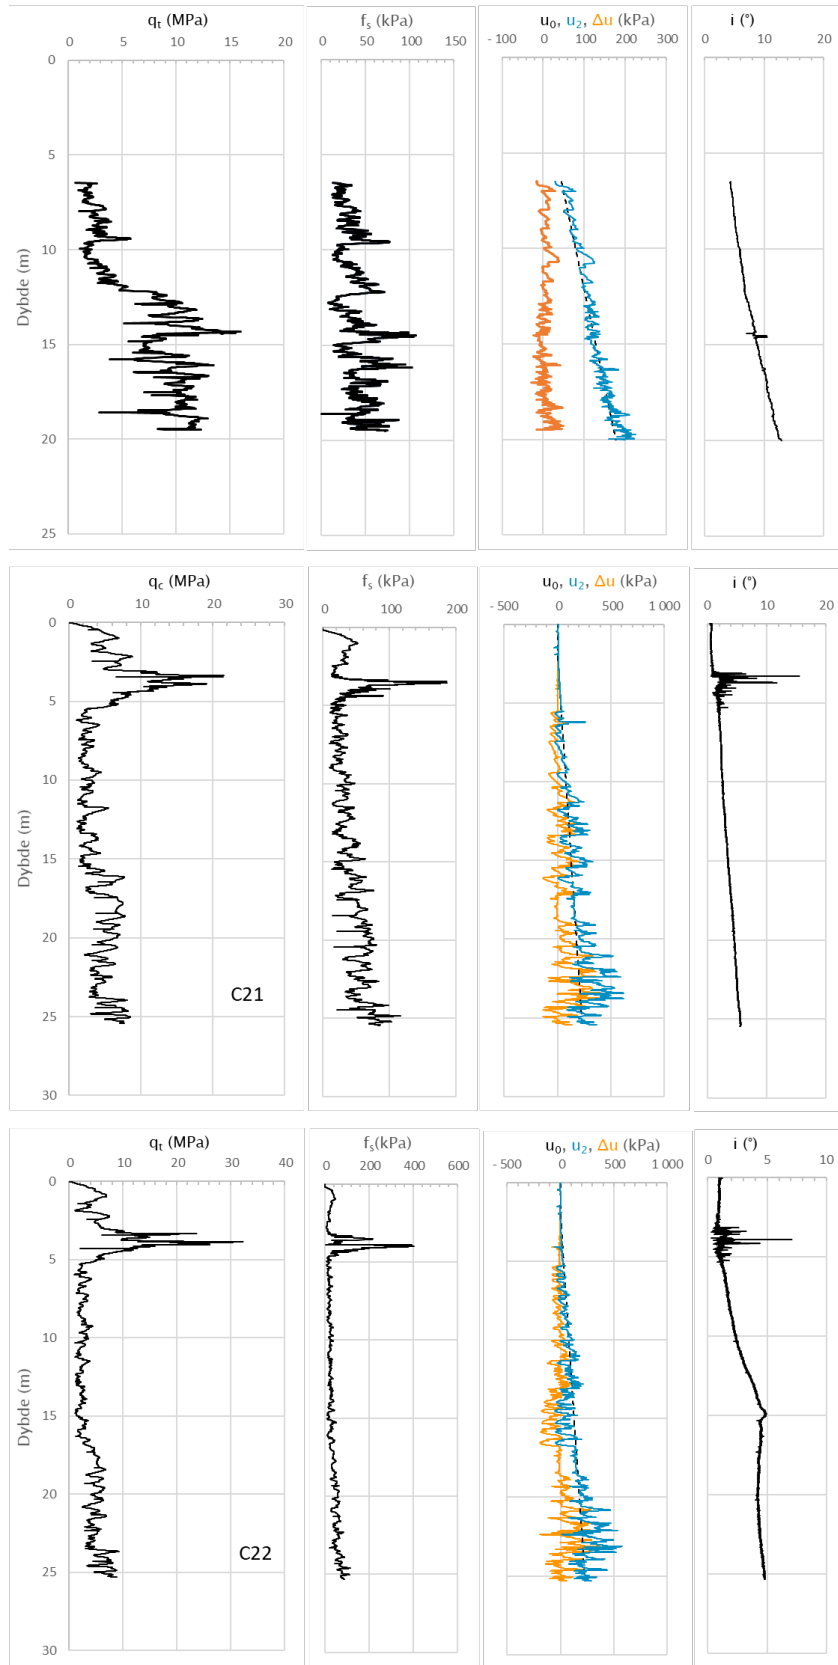 qt (MPa) fs (kPa) u0, u2, Δu (kPa) i (°)
0 5 10 15 20 0 50 100 150 -100 0 100 200 300 0 10 20
0
5
10
15
20
25
Dybde (m)
qc (MPa) fs (kPa) u0, u2, Δu (kPa) i (°)
0 10 20 30 0 100 200 -500 0 500 1 000 0 10 20
0
5
10
15
20
25
30
Dybde (m)
C21
qt (MPa) fs(kPa) u0, u2, Δu (kPa) i (°)
0 10 20 30 40 0 200 400 600 -500 0 500 1 000 0 5 10
0
5
10
15
20
25
30
Dybde (m)
C22